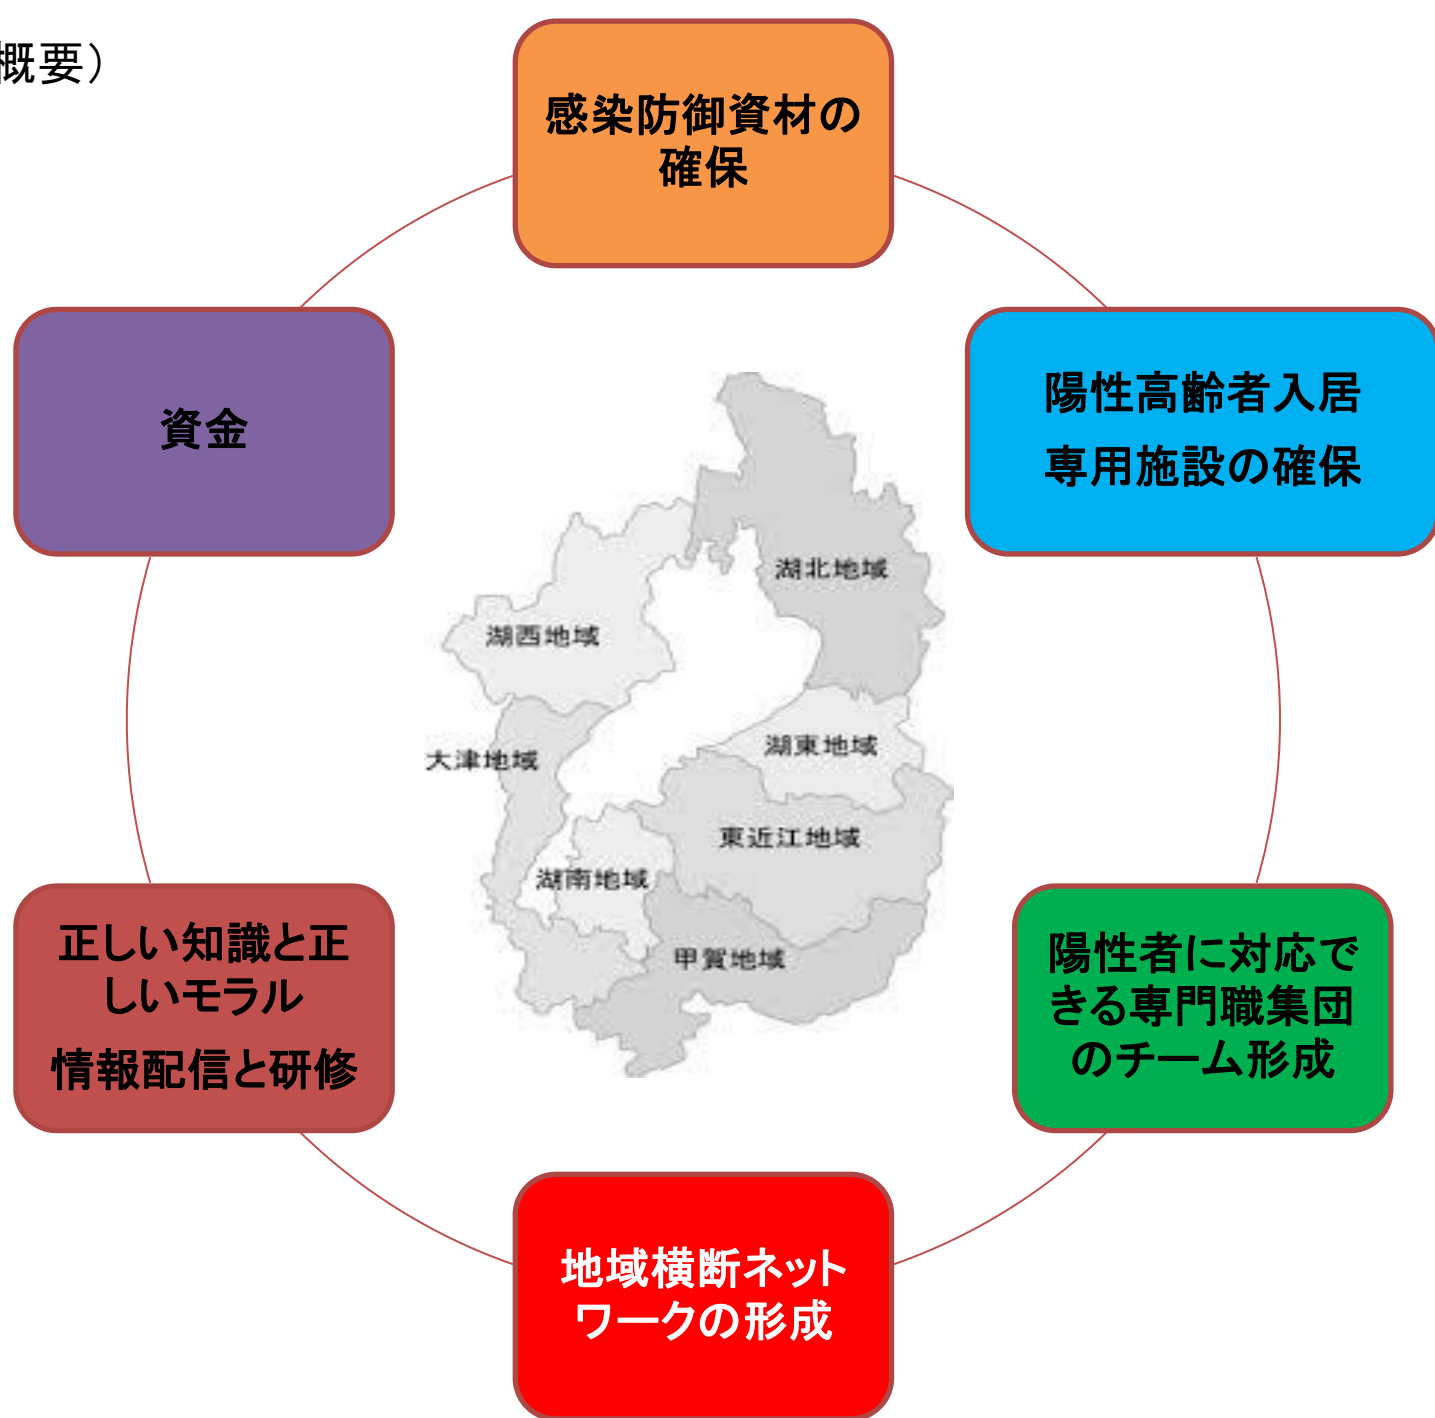 概要）
感染防御資材の
確保
資金
陽性高齢者入居
専用施設の確保
湖北地域
湖西地域
湖東地域
大津地域
東近江地域
湖南地域
甲賀地域
正しい知識と正
しいモラル
情報配信と研修
陽性者に対応で
きる専門職集団
のチーム形成
地域横断ネット
ワークの形成